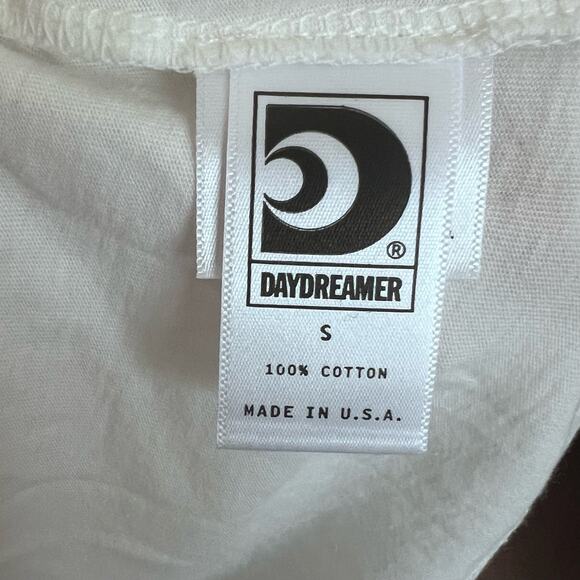 ®
DAYDREAMER
S
100% COTTON
MADE IN U.S.A.